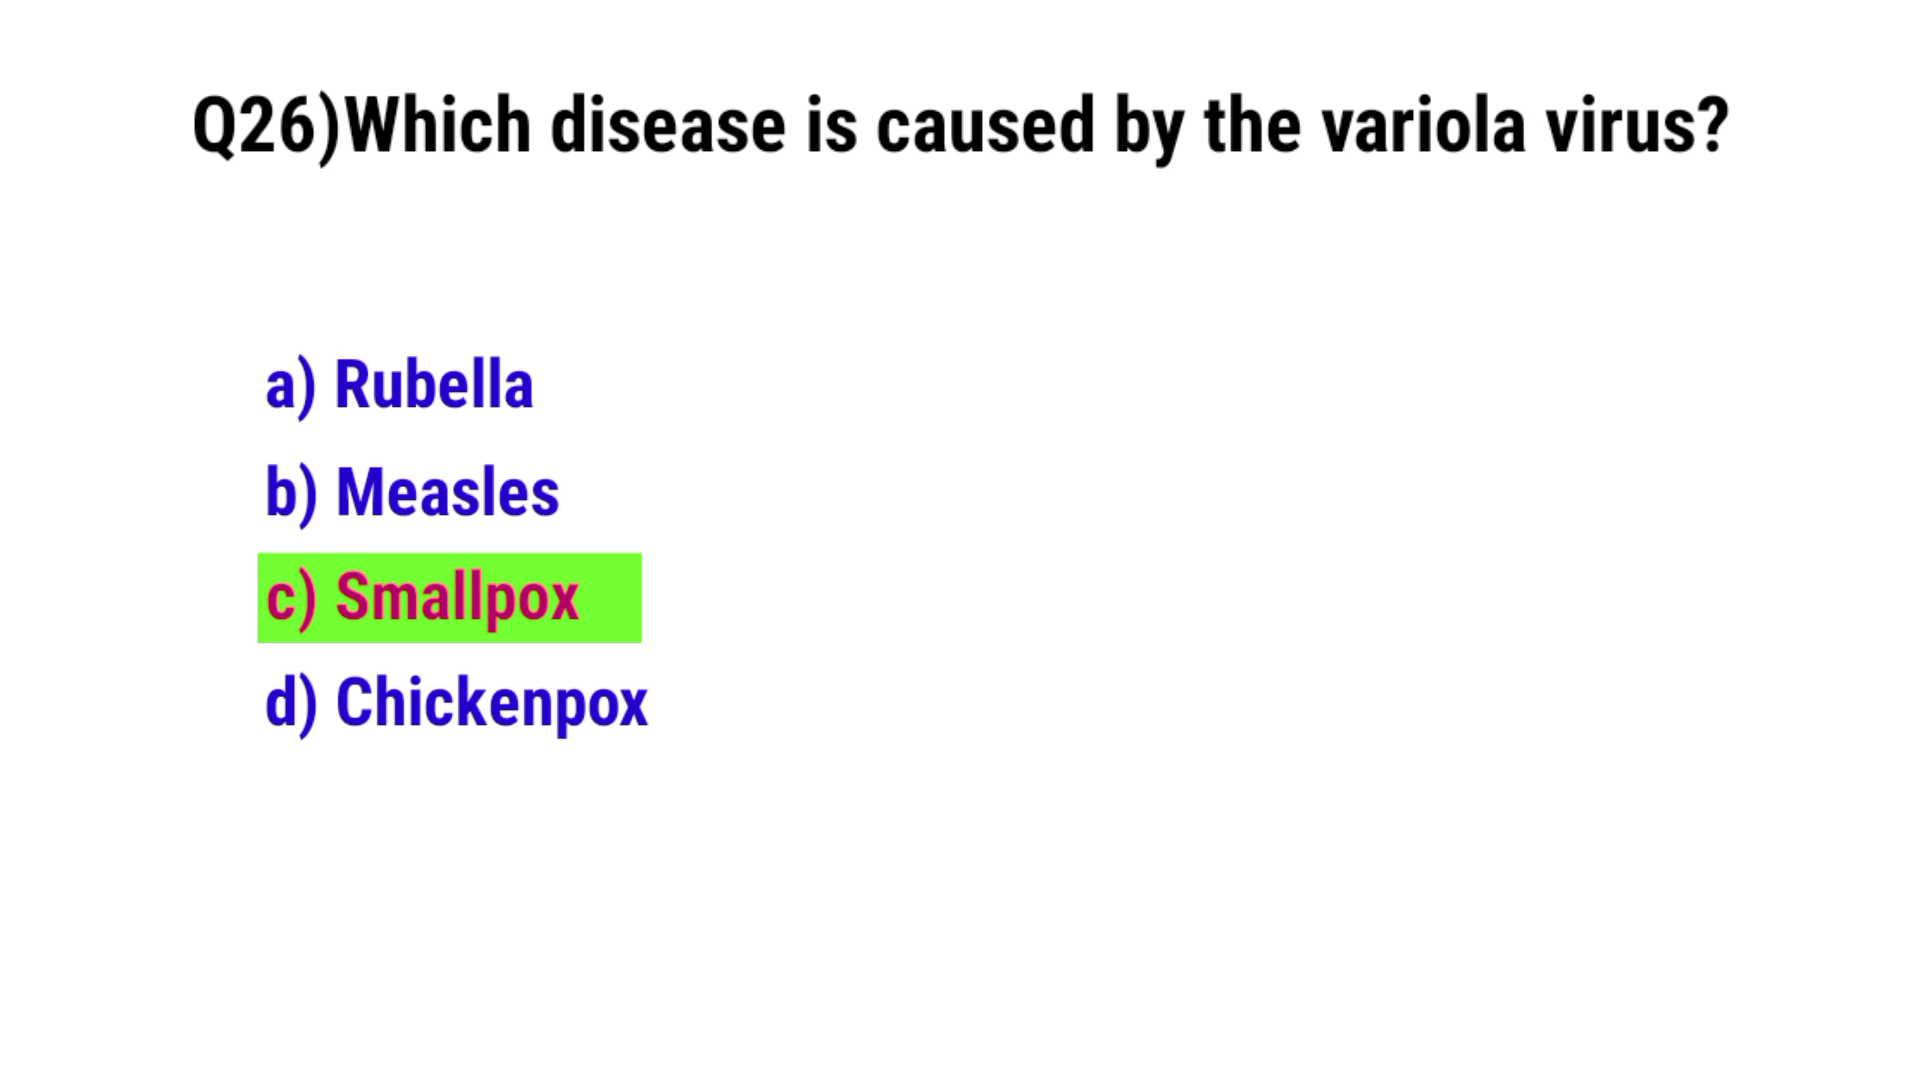 Q26)Which disease is caused by the variola virus?
a) Rubella
b) Measles
c) Smallpox
d) Chickenpox